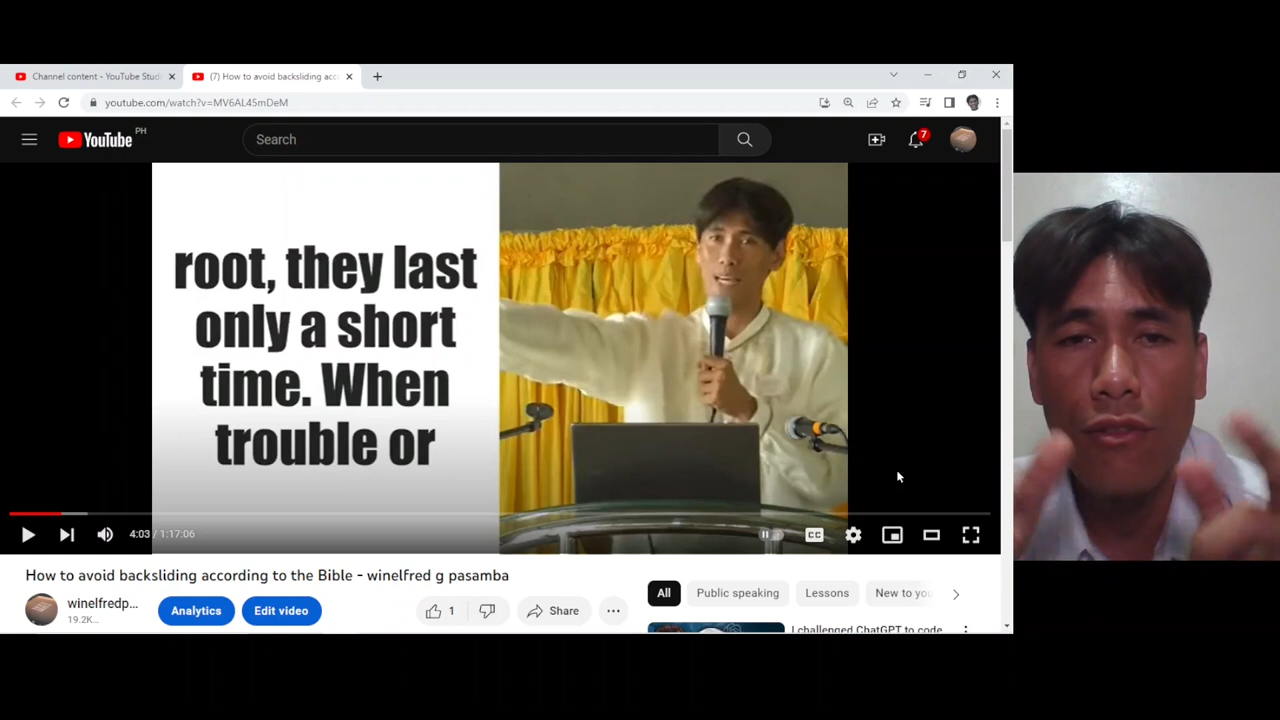 Channel content - YouTube Stud
(7) How to avoid backsliding acc
youtube.com/watch?v=MV6AL45mDeM
YouTube PH
Search
7
root, they last
only a short
time. When
trouble or
4:03 / 1:17:06
CC
How to avoid backsliding according to the Bible - winelfred g pasamba
winelfredp...
19.2K...
Analytics
Edit video
1
Share
All
Public speaking
Lessons
New to you
I challenged ChatGPT to code